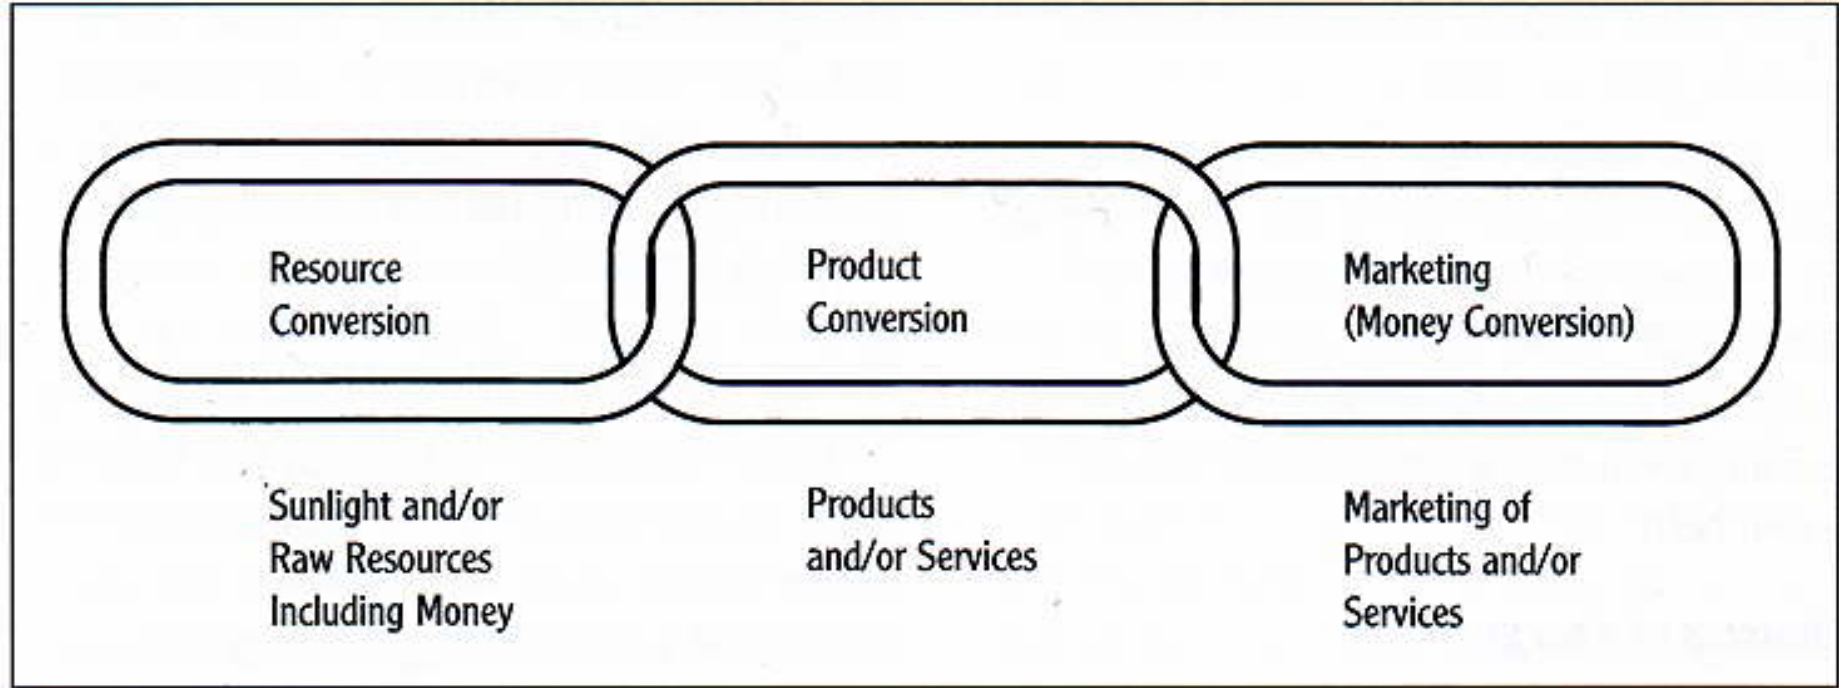 Resource
Conversion
Product
Conversion
Marketing
(Money Conversion)
Sunlight and/or
Raw Resources
Including Money
Products
and/or Services
Marketing of
Products and/or
Services